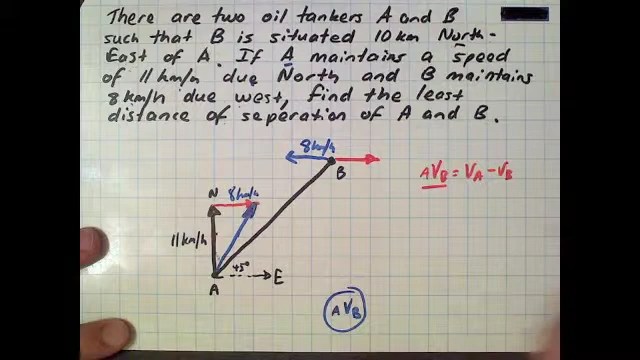 There are two oil tankers A and B
such that B is situated 10 km North-
East of A. If A maintains a speed
of 11 km/h due North and B maintains
8 km/h due west, find the least
distance of seperation of A and B.
8 km/h
B
AVB = VA - VB
N 8 km/h
11 km/h
45°
E
A
AVB